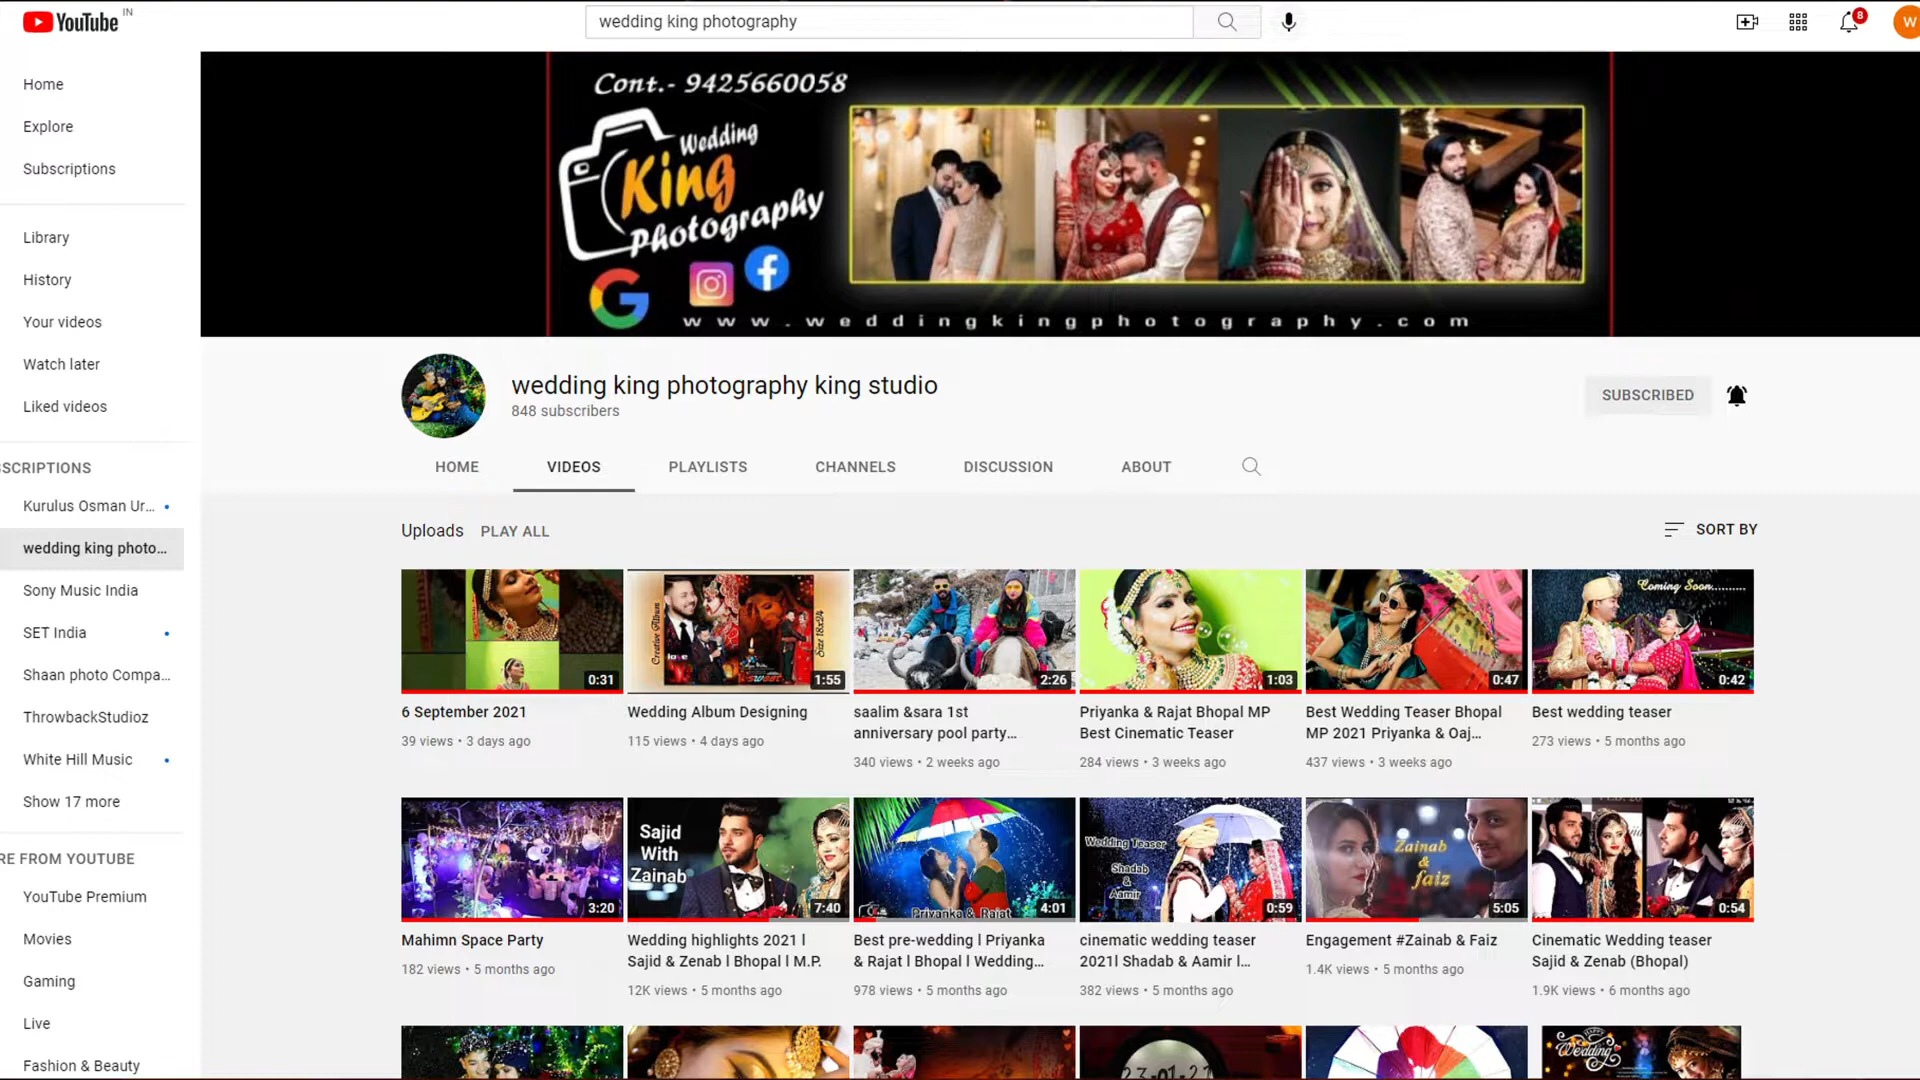 YouTube IN
wedding king photography
8
W
Home
Explore
Subscriptions
Library
History
Your videos
Watch later
Liked videos
SCRIPTIONS
Kurulus Osman Ur...
wedding king photo...
Sony Music India
SET India
Shaan photo Compa...
ThrowbackStudioz
White Hill Music
Show 17 more
RE FROM YOUTUBE
YouTube Premium
Movies
Gaming
Live
Fashion & Beauty
Cont.- 9425660058
Wedding
King
Photography
www.weddingkingphotography.com
wedding king photography king studio
848 subscribers
SUBSCRIBED
HOME VIDEOS PLAYLISTS CHANNELS DISCUSSION ABOUT
Uploads PLAY ALL
SORT BY
0:31
6 September 2021
39 views • 3 days ago
Creative Album
Size 18x24
1:55
Wedding Album Designing
115 views • 4 days ago
2:26
saalim &sara 1st
anniversary pool party...
340 views • 2 weeks ago
1:03
Priyanka & Rajat Bhopal MP
Best Cinematic Teaser
284 views • 3 weeks ago
0:47
Best Wedding Teaser Bhopal
MP 2021 Priyanka & Oaj...
437 views • 3 weeks ago
Coming Soon..........
0:42
Best wedding teaser
273 views • 5 months ago
3:20
Mahimn Space Party
182 views • 5 months ago
Sajid
With
Zainab
7:40
Wedding highlights 2021 l
Sajid & Zenab l Bhopal l M.P.
12K views • 5 months ago
Priyanka & Rajat
4:01
Best pre-wedding l Priyanka
& Rajat l Bhopal l Wedding...
978 views • 5 months ago
Wedding Teaser
Shadab
&
Aamir
0:59
cinematic wedding teaser
2021l Shadab & Aamir l...
382 views • 5 months ago
Zainab
&
faiz
5:05
Engagement #Zainab & Faiz
1.4K views • 5 months ago
0:54
Cinematic Wedding teaser
Sajid & Zenab (Bhopal)
1.9K views • 6 months ago
23-01-21
HAPPY
Wedding